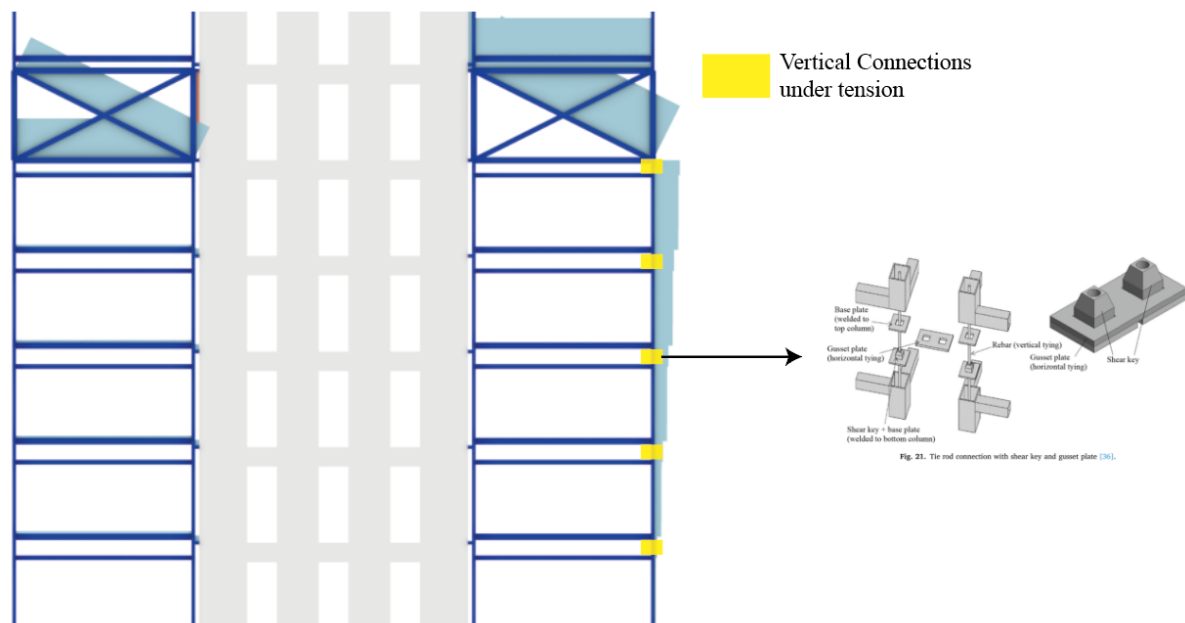 Vertical Connections
under tension
Base plate
(welded to
top column)
Gusset plate
(horizontal tying)
Rebar (vertical tying)
Shear key + base plate
(welded to bottom column)
Shear key
Gusset plate
(horizontal tying)
Fig. 21. Tie rod connection with shear key and gusset plate [36].